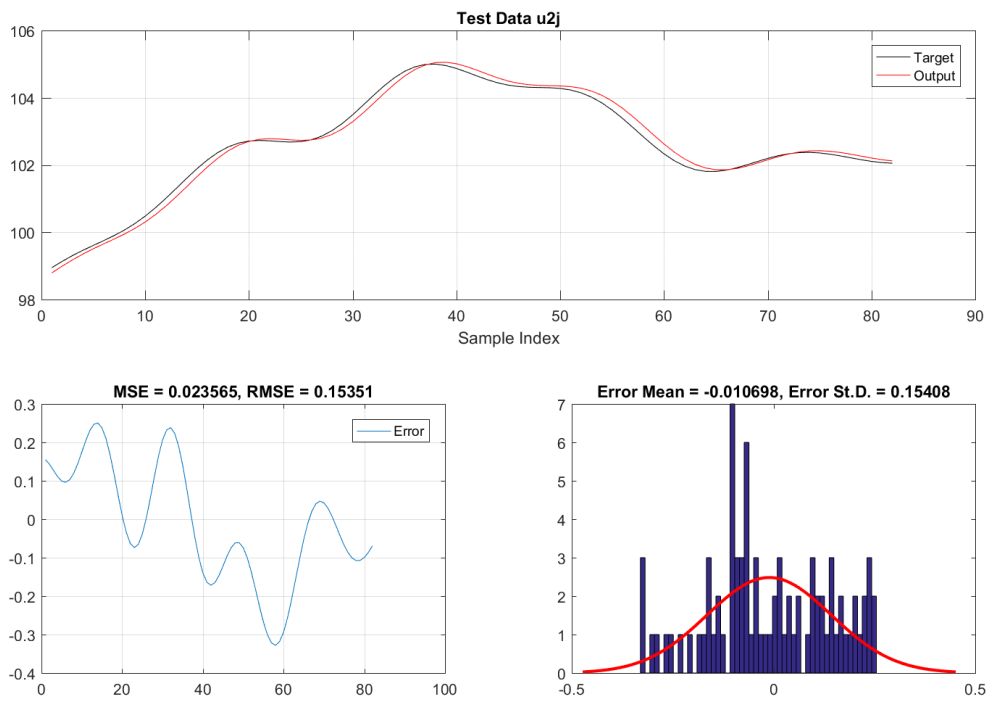 Test Data u2j
106
104
102
100
98
0 10 20 30 40 50 60 70 80 90
Sample Index
Target
Output
MSE = 0.023565, RMSE = 0.15351
0.3
0.2
0.1
0
-0.1
-0.2
-0.3
-0.4
0 20 40 60 80 100
Error
Error Mean = -0.010698, Error St.D. = 0.15408
7
6
5
4
3
2
1
0
-0.5 0 0.5